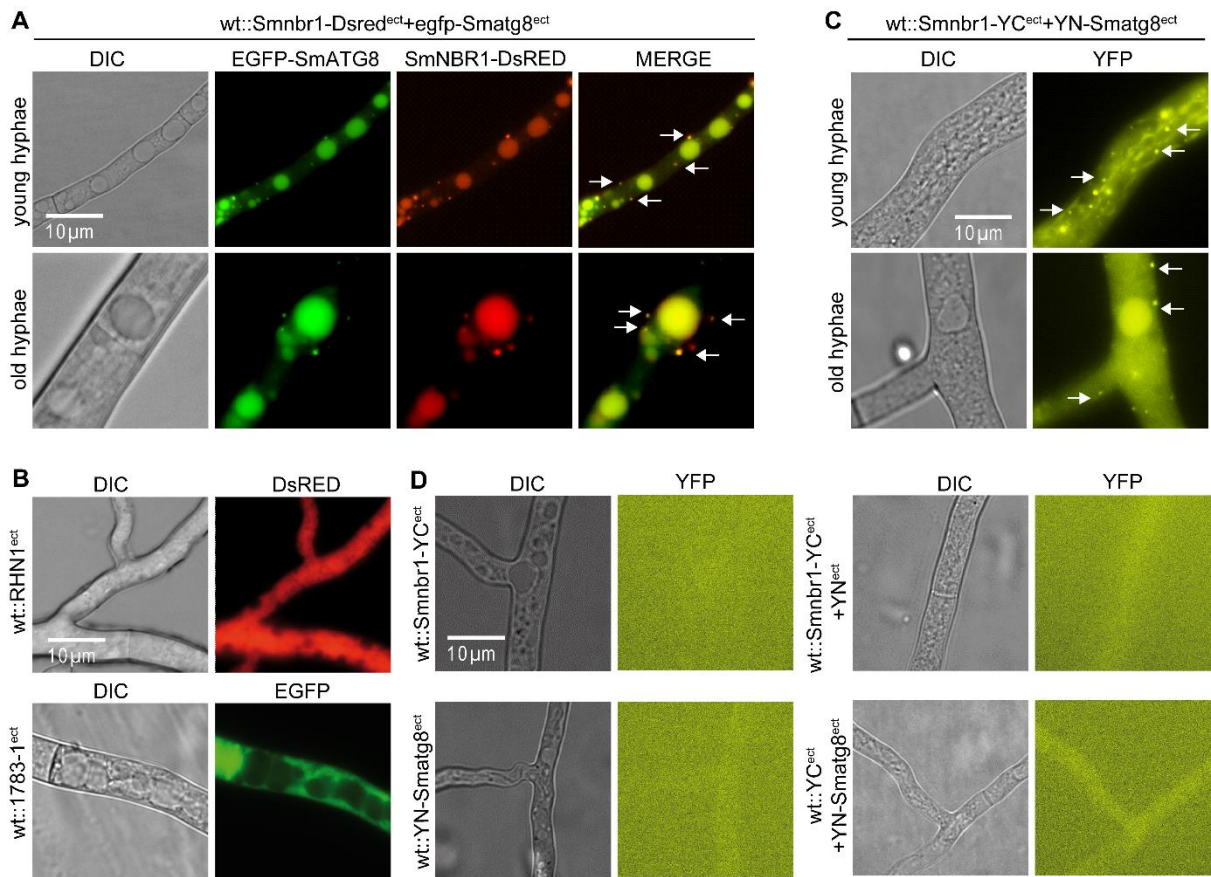 A
wt::Smnbr1-Dsred^ect+egfp-Smatg8^ect
DIC EGFP-SmATG8 SmNBR1-DsRED MERGE
young hyphae
10 µm
old hyphae
C
wt::Smnbr1-YC^ect+YN-Smatg8^ect
DIC YFP
young hyphae
10 µm
old hyphae
B
DIC DsRED
wt::RHN1^ect
10 µm
DIC EGFP
wt::1783-1^ect
D
DIC YFP
wt::Smnbr1-YC^ect
10 µm
wt::YN-Smatg8^ect
DIC YFP
wt::Smnbr1-YC^ect
+YN^ect
wt::YC^ect
+YN-Smatg8^ect